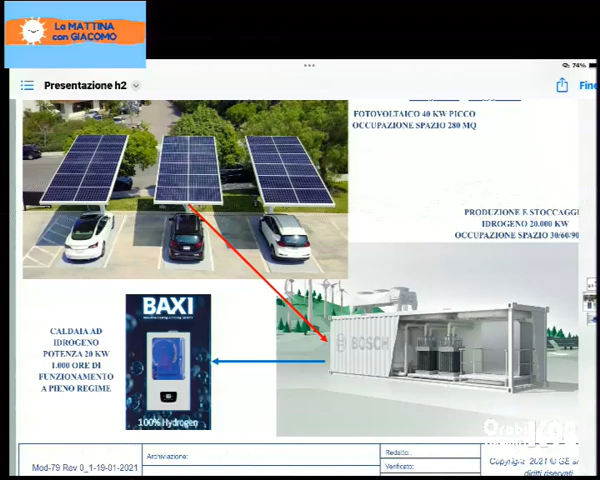 La MATTINA
con GIACOMO
74%
Presentazione h2
Fine
FOTOVOLTAICO 40 KW PICCO
OCCUPAZIONE SPAZIO 280 MQ
PRODUZIONE E STOCCAGG
IDROGENO 20.000 KW
OCCUPAZIONE SPAZIO 30/60/90
BAXI
BOSCH
CALDAIA AD
IDROGENO
POTENZA 20 KW
1.000 ORE DI
FUNZIONAMENTO
A PIENO REGIME
100% Hydrogen
Mod-79 Rev 0_1-19-01-2021
Archiviazione:
Redatto..
Verificato:
Copyright 2021 © GE
diritti riservati